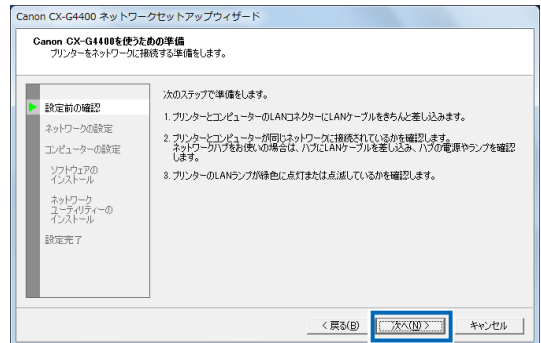 Canon CX-G4400 ネットワークセットアップウィザード
Canon CX-G4400を使うための準備
プリンターをネットワークに接続する準備をします。
設定前の確認
ネットワークの設定
コンピューターの設定
ソフトウェアの
インストール
ネットワーク
ユーティリティーの
インストール
設定完了
次のステップで準備をします。
1. プリンターとコンピューターのLANコネクターにLANケーブルをきちんと差し込みます。
2. プリンターとコンピューターが同じネットワークに接続されているかを確認します。
ネットワークハブをお使いの場合は、ハブにLANケーブルを差し込み、ハブの電源やランプを確認
します。
3. プリンターのLANランプが緑色に点灯または点滅しているかを確認します。
< 戻る(B)
次へ(N) >
キャンセル